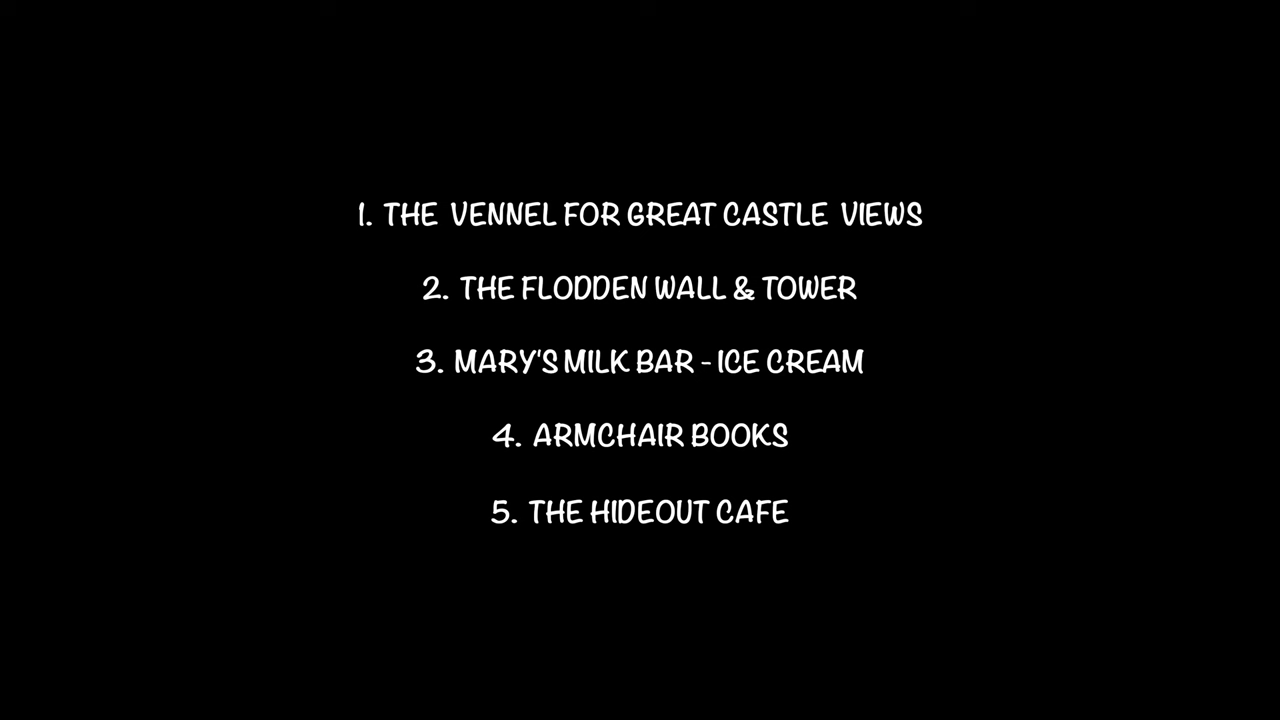 1. THE VENNEL FOR GREAT CASTLE VIEWS
2. THE FLODDEN WALL & TOWER
3. MARY'S MILK BAR - ICE CREAM
4. ARMCHAIR BOOKS
5. THE HIDEOUT CAFE